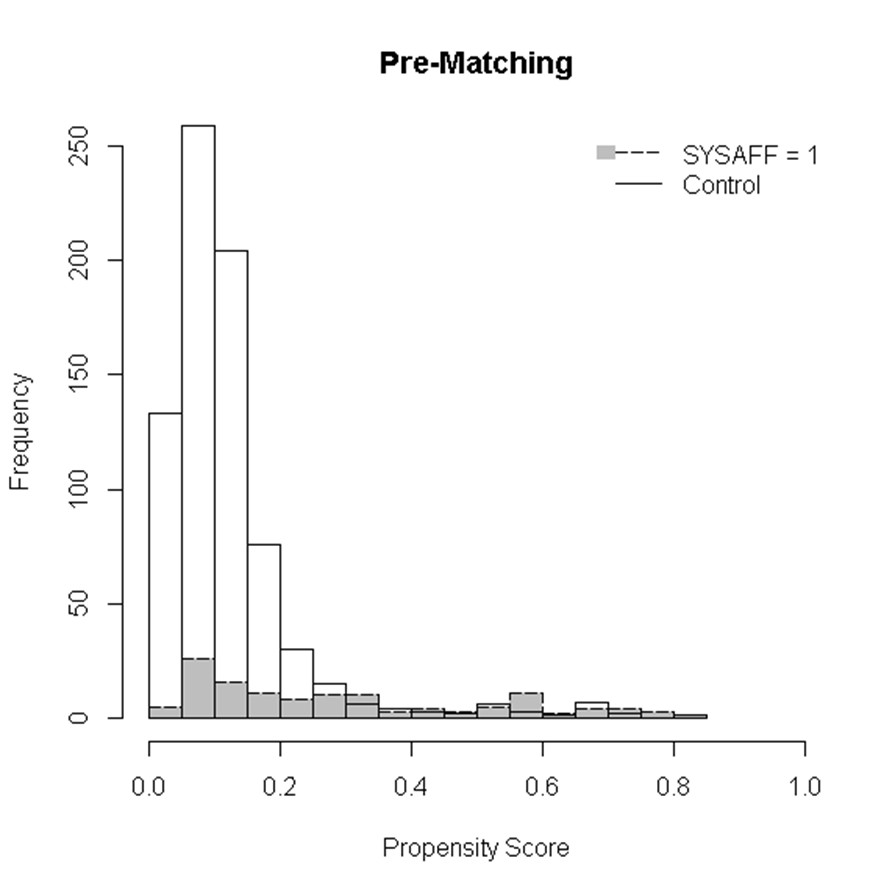 Pre-Matching
SYSAFF = 1
Control
Frequency
250
200
150
100
50
0
0.0 0.2 0.4 0.6 0.8 1.0
Propensity Score